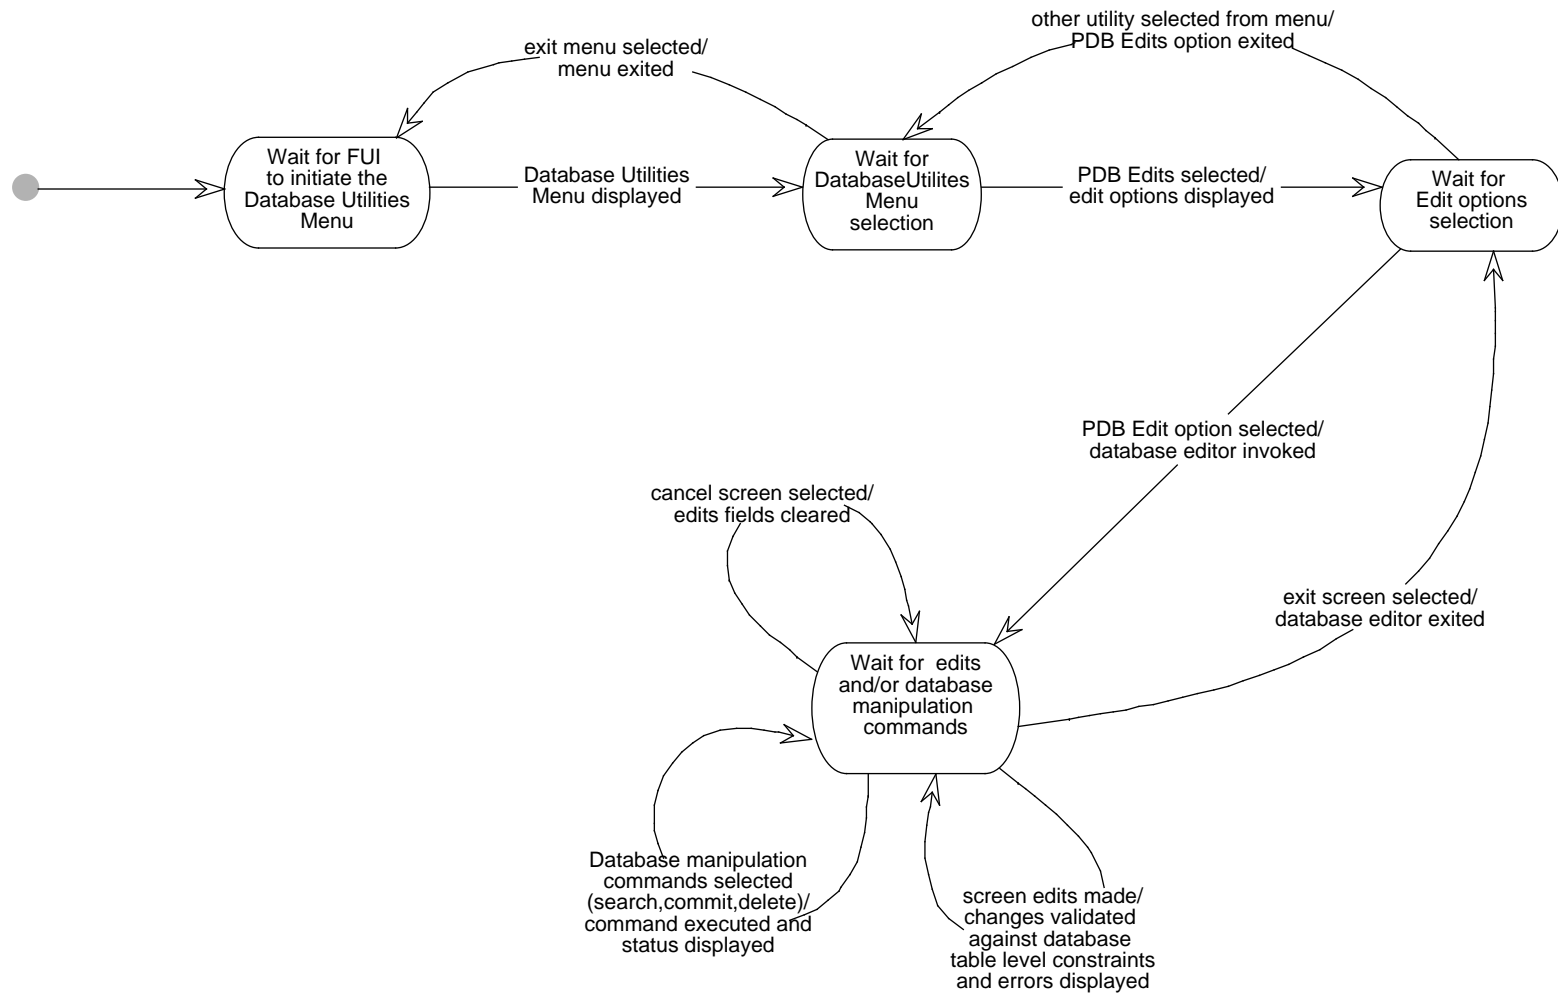 other utility selected from menu/
PDB Edits option exited
exit menu selected/
menu exited
Wait for FUI
to initiate the
Database Utilities
Menu
Database Utilities
Menu displayed
Wait for
DatabaseUtilites
Menu
selection
PDB Edits selected/
edit options displayed
Wait for
Edit options
selection
PDB Edit option selected/
database editor invoked
cancel screen selected/
edits fields cleared
exit screen selected/
database editor exited
Wait for  edits
and/or database
manipulation
commands
Database manipulation
commands selected
(search,commit,delete)/
command executed and
status displayed
screen edits made/
changes validated
against database
table level constraints
and errors displayed